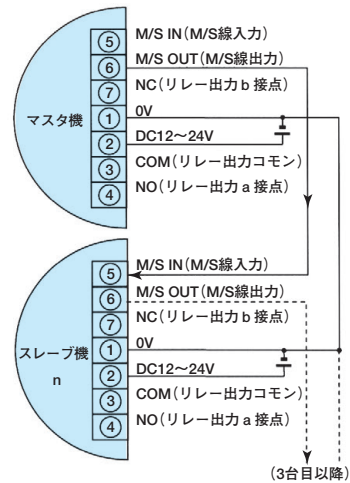 マスタ機
⑤ M/S IN(M/S線入力)
⑥ M/S OUT(M/S線出力)
⑦ NC(リレー出力b接点)
① 0V
② DC12～24V
③ COM(リレー出力コモン)
④ NO(リレー出力a接点)
スレーブ機
n
⑤ M/S IN(M/S線入力)
⑥ M/S OUT(M/S線出力)
⑦ NC(リレー出力b接点)
① 0V
② DC12～24V
③ COM(リレー出力コモン)
④ NO(リレー出力a接点)
(3台目以降)